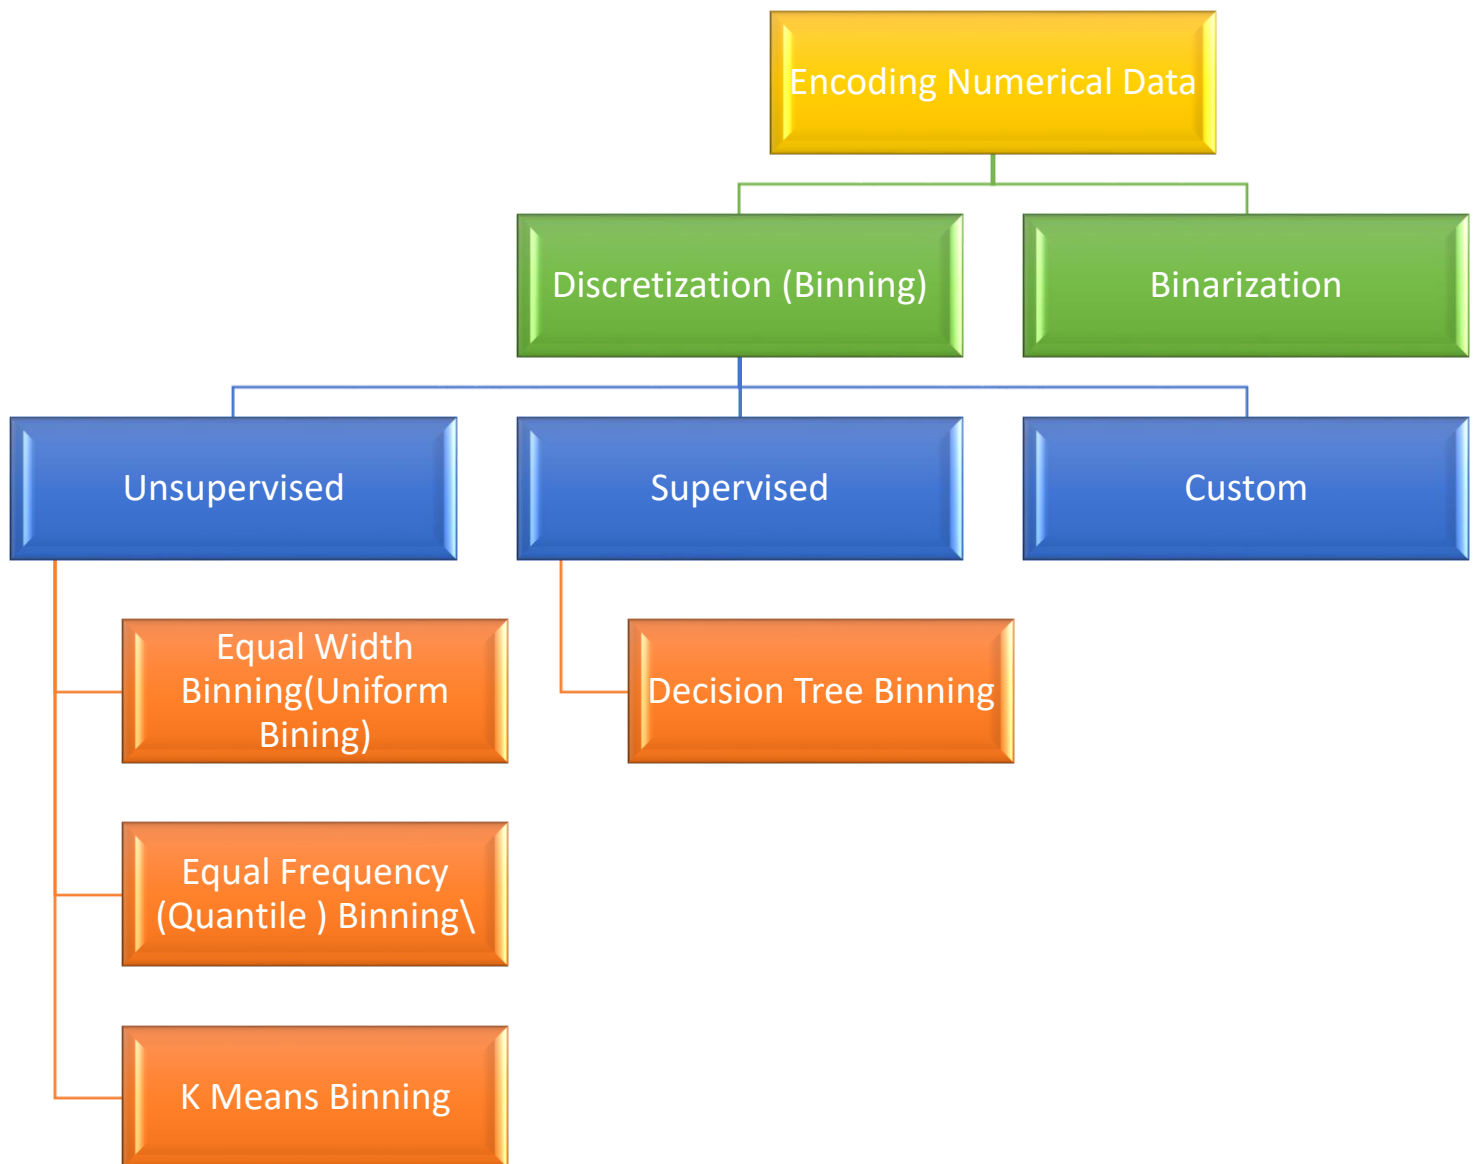 Encoding Numerical Data
Discretization (Binning)
Binarization
Unsupervised
Supervised
Custom
Equal Width
Binning(Uniform
Bining)
Decision Tree Binning
Equal Frequency
(Quantile ) Binning\
K Means Binning